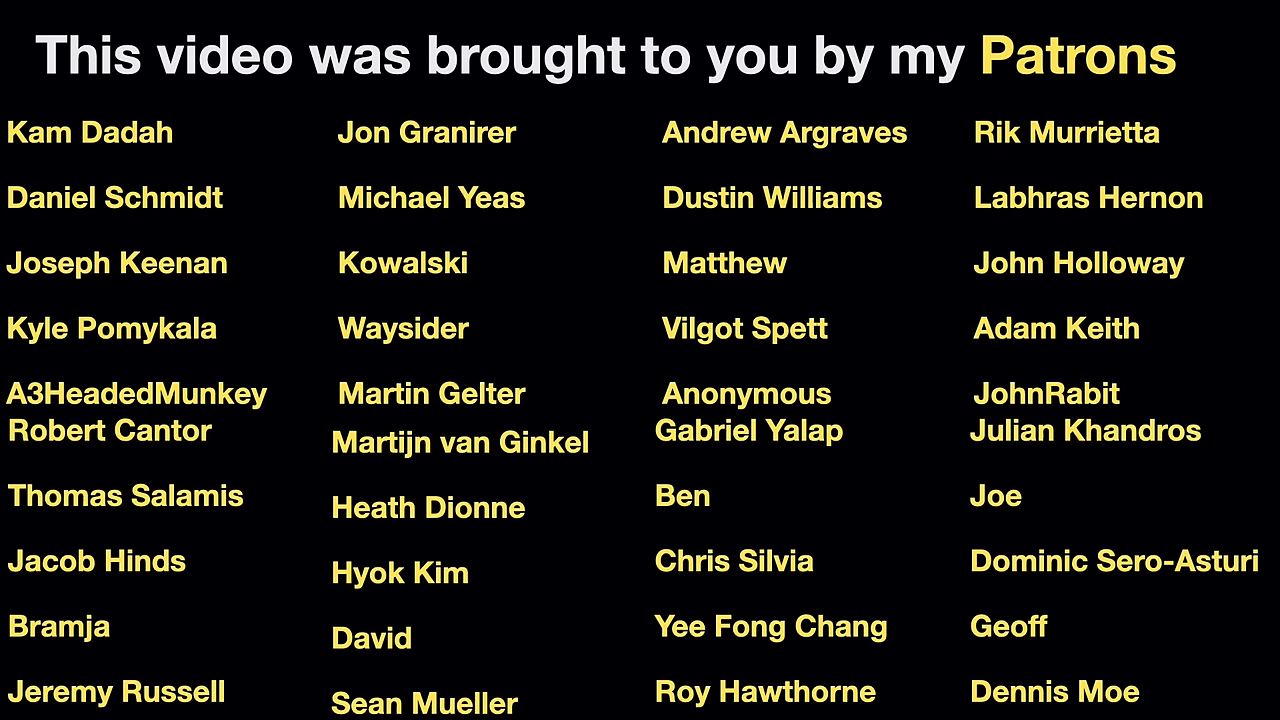 This video was brought to you by my Patrons
Kam Dadah
Daniel Schmidt
Joseph Keenan
Kyle Pomykala
A3HeadedMunkey
Robert Cantor
Thomas Salamis
Jacob Hinds
Bramja
Jeremy Russell
Jon Granirer
Michael Yeas
Kowalski
Waysider
Martin Gelter
Martijn van Ginkel
Heath Dionne
Hyok Kim
David
Sean Mueller
Andrew Argraves
Dustin Williams
Matthew
Vilgot Spett
Anonymous
Gabriel Yalap
Ben
Chris Silvia
Yee Fong Chang
Roy Hawthorne
Rik Murrietta
Labhras Hernon
John Holloway
Adam Keith
JohnRabit
Julian Khandros
Joe
Dominic Sero-Asturi
Geoff
Dennis Moe